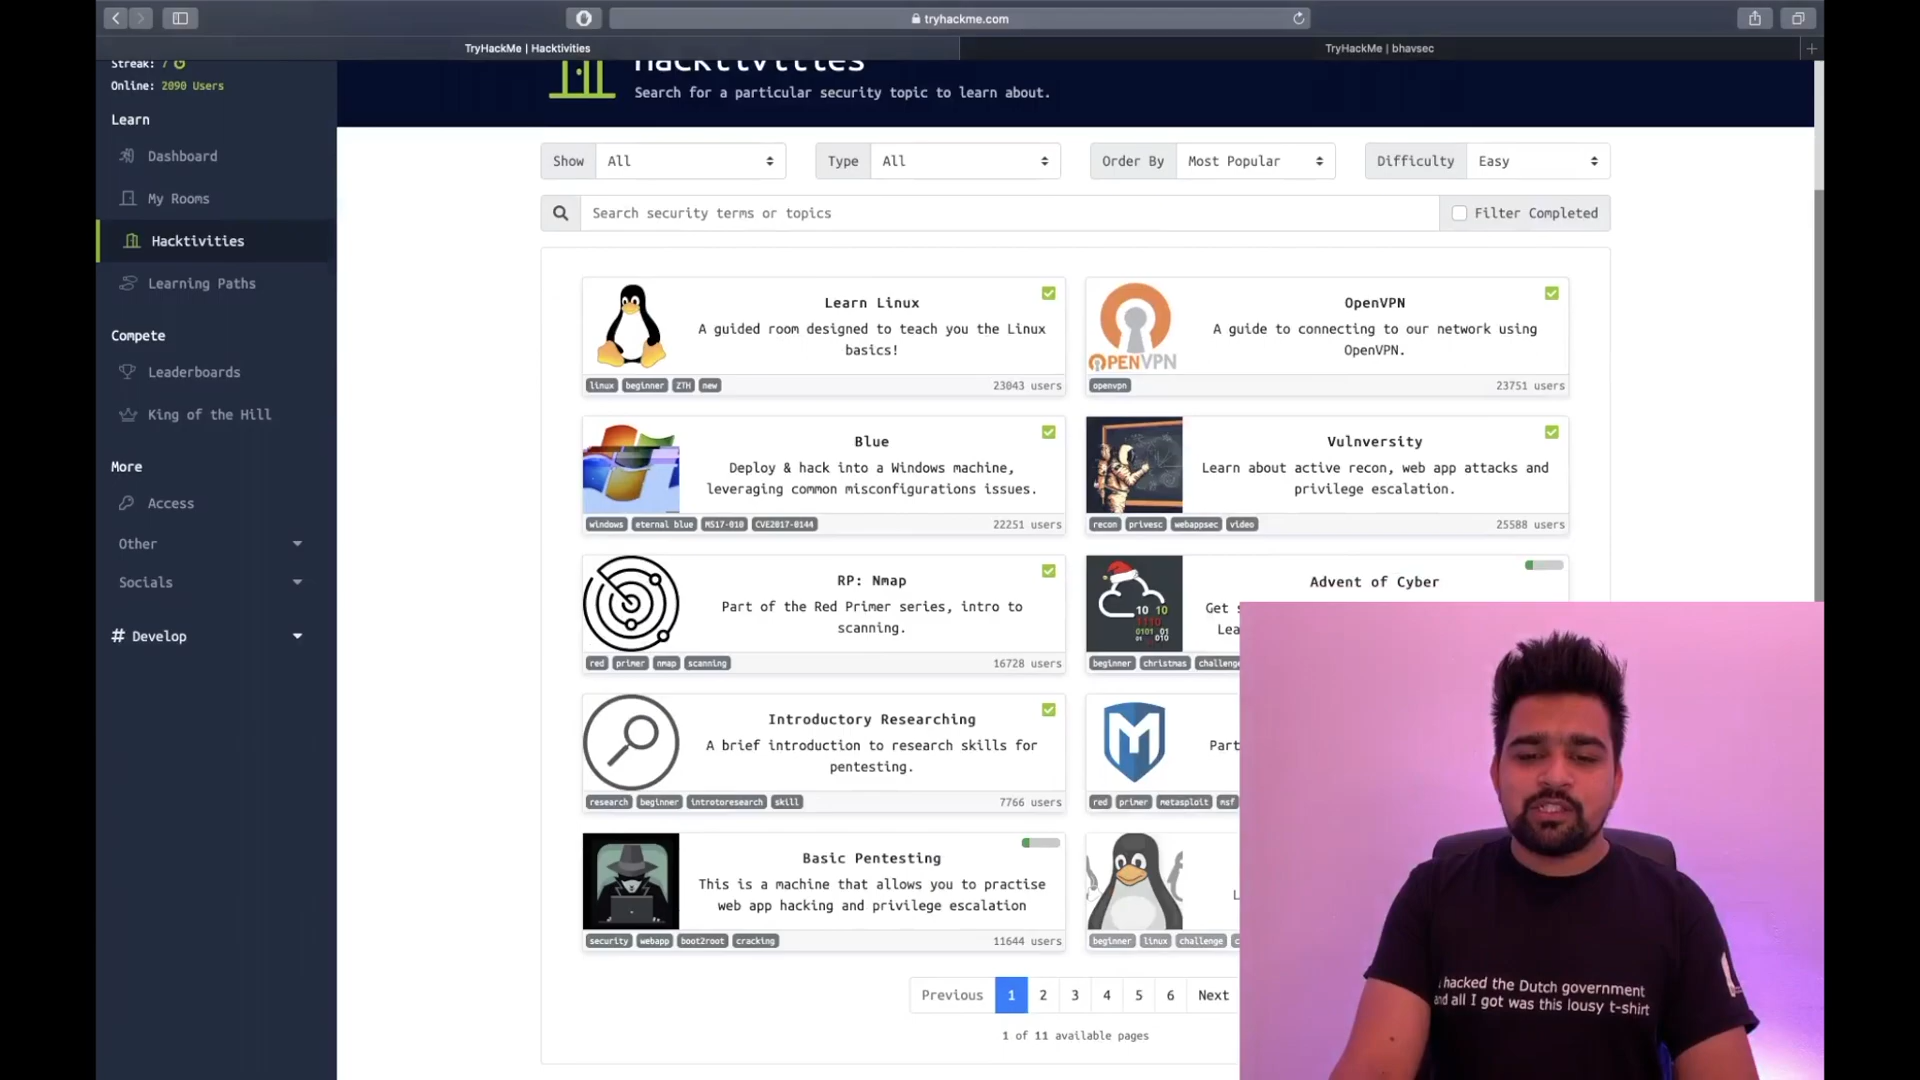 tryhackme.com
TryHackMe | Hacktivities
TryHackMe | bhavsec
Streak: 7
Online: 2090 Users
Learn
Dashboard
My Rooms
Hacktivities
Learning Paths
Compete
Leaderboards
King of the Hill
More
Access
Other
Socials
# Develop
Hacktivities
Search for a particular security topic to learn about.
Show All
Type All
Order By Most Popular
Difficulty Easy
Search security terms or topics
Filter Completed
Learn Linux
A guided room designed to teach you the Linux
basics!
linux beginner ZTH new
23043 users
OPENVPN
OpenVPN
A guide to connecting to our network using
OpenVPN.
openvpn
23751 users
Blue
Deploy & hack into a Windows machine,
leveraging common misconfigurations issues.
windows eternal blue MS17-010 CVE2017-0144
22251 users
Vulnversity
Learn about active recon, web app attacks and
privilege escalation.
recon privesc webappsec video
25588 users
RP: Nmap
Part of the Red Primer series, intro to
scanning.
red primer nmap scanning
16728 users
10 10
1110
0101 01
01 010
Advent of Cyber
Get
Lea
beginner christmas challenge
Introductory Researching
A brief introduction to research skills for
pentesting.
research beginner introtoresearch skill
7766 users
M
Part
red primer metasploit msf
Basic Pentesting
This is a machine that allows you to practise
web app hacking and privilege escalation
security webapp boot2root cracking
11644 users
L
beginner linux challenge
Previous 1 2 3 4 5 6 Next
1 of 11 available pages
I hacked the Dutch government
and all I got was this lousy t-shirt